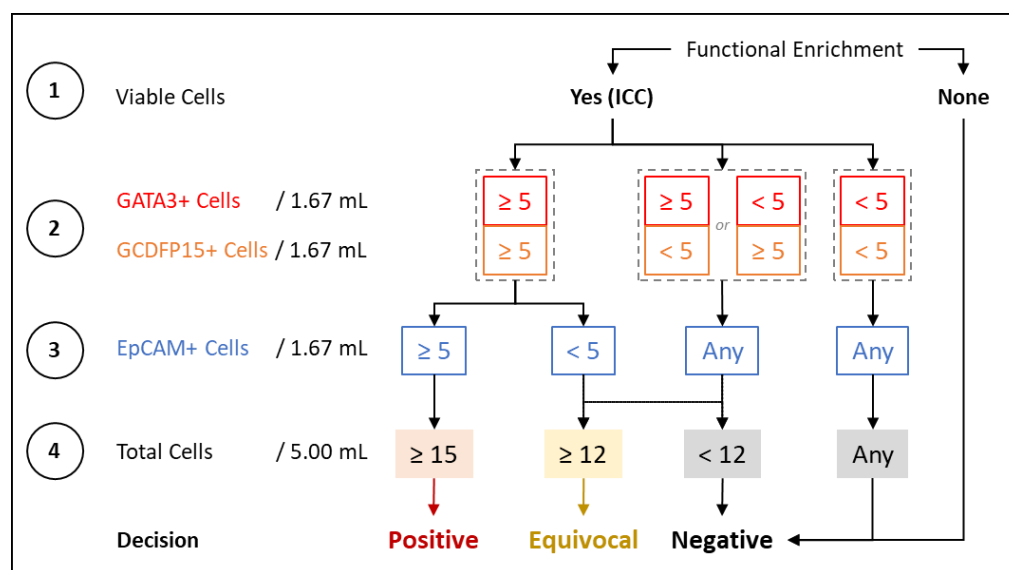 Functional Enrichment
1 Viable Cells Yes (ICC) None
GATA3+ Cells / 1.67 mL ≥ 5 ≥ 5 < 5 < 5
2 or
GCDFP15+ Cells / 1.67 mL ≥ 5 < 5 ≥ 5 < 5
3 EpCAM+ Cells / 1.67 mL ≥ 5 < 5 Any Any
4 Total Cells / 5.00 mL ≥ 15 ≥ 12 < 12 Any
Decision Positive Equivocal Negative